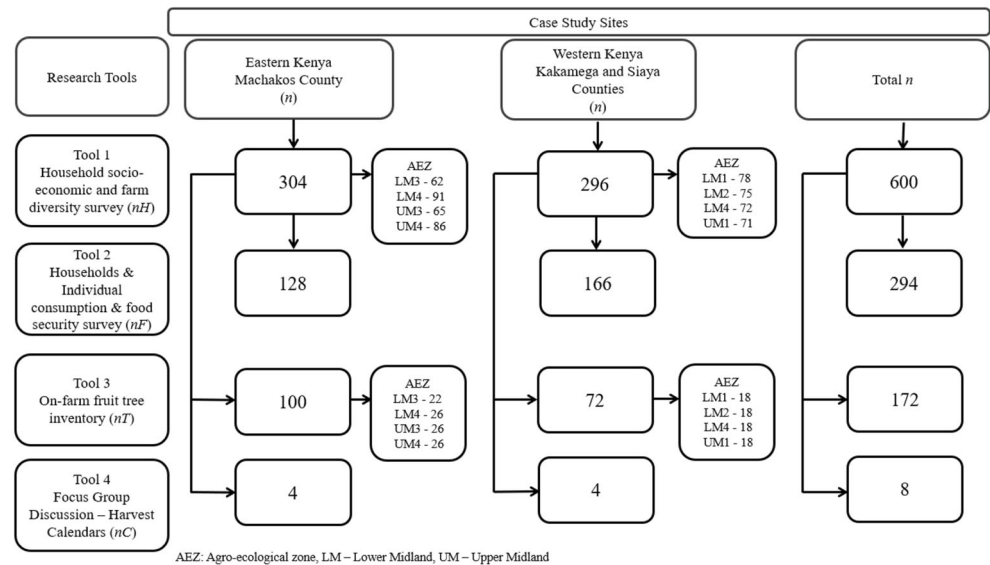 Case Study Sites
Research Tools
Eastern Kenya
Machakos County
(n)
Western Kenya
Kakamega and Siaya
Counties
(n)
Total n
Tool 1
Household socio-
economic and farm
diversity survey (nH)
304
AEZ
LM3 - 62
LM4 - 91
UM3 - 65
UM4 - 86
296
AEZ
LM1 - 78
LM2 - 75
LM4 - 72
UM1 - 71
600
Tool 2
Households &
Individual
consumption & food
security survey (nF)
128
166
294
Tool 3
On-farm fruit tree
inventory (nT)
100
AEZ
LM3 - 22
LM4 - 26
UM3 - 26
UM4 - 26
72
AEZ
LM1 - 18
LM2 - 18
LM4 - 18
UM1 - 18
172
Tool 4
Focus Group
Discussion – Harvest
Calendars (nC)
4
4
8
AEZ: Agro-ecological zone, LM – Lower Midland, UM – Upper Midland